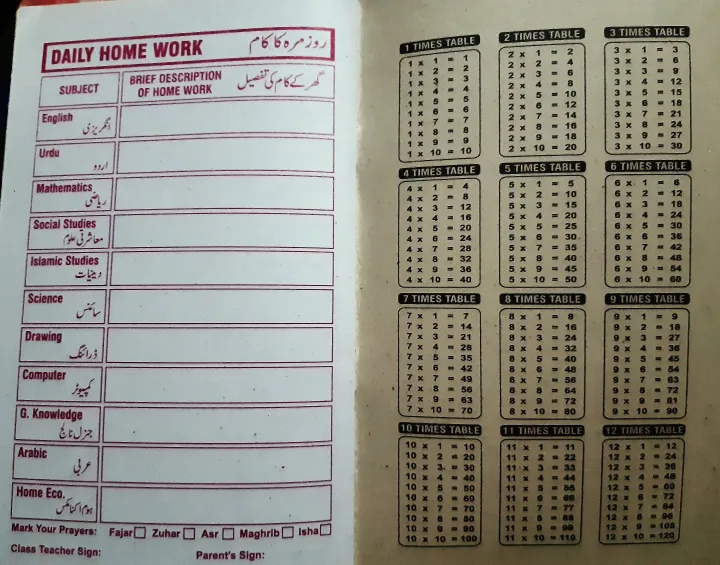 DAILY HOME WORK روزمرہ کا کام
SUBJECT
BRIEF DESCRIPTION OF HOME WORK گھر کے کام کی تفصیل
English
انگریزی
Urdu
اردو
Mathematics
ریاضی
Social Studies
معاشرتی علوم
Islamic Studies
دینیات
Science
سائنس
Drawing
ڈرائنگ
Computer
کمپیوٹر
G. Knowledge
جنرل نالج
Arabic
عربی
Home Eco.
ہوم اکنامکس
Mark Your Prayers: Fajar Zuhar Asr Maghrib Isha
Class Teacher Sign: Parent's Sign:
1 TIMES TABLE
1 x 1 = 1
1 x 2 = 2
1 x 3 = 3
1 x 4 = 4
1 x 5 = 5
1 x 6 = 6
1 x 7 = 7
1 x 8 = 8
1 x 9 = 9
1 x 10 = 10
2 TIMES TABLE
2 x 1 = 2
2 x 2 = 4
2 x 3 = 6
2 x 4 = 8
2 x 5 = 10
2 x 6 = 12
2 x 7 = 14
2 x 8 = 16
2 x 9 = 18
2 x 10 = 20
3 TIMES TABLE
3 x 1 = 3
3 x 2 = 6
3 x 3 = 9
3 x 4 = 12
3 x 5 = 15
3 x 6 = 18
3 x 7 = 21
3 x 8 = 24
3 x 9 = 27
3 x 10 = 30
4 TIMES TABLE
4 x 1 = 4
4 x 2 = 8
4 x 3 = 12
4 x 4 = 16
4 x 5 = 20
4 x 6 = 24
4 x 7 = 28
4 x 8 = 32
4 x 9 = 36
4 x 10 = 40
5 TIMES TABLE
5 x 1 = 5
5 x 2 = 10
5 x 3 = 15
5 x 4 = 20
5 x 5 = 25
5 x 6 = 30
5 x 7 = 35
5 x 8 = 40
5 x 9 = 45
5 x 10 = 50
6 TIMES TABLE
6 x 1 = 6
6 x 2 = 12
6 x 3 = 18
6 x 4 = 24
6 x 5 = 30
6 x 6 = 36
6 x 7 = 42
6 x 8 = 48
6 x 9 = 54
6 x 10 = 60
7 TIMES TABLE
7 x 1 = 7
7 x 2 = 14
7 x 3 = 21
7 x 4 = 28
7 x 5 = 35
7 x 6 = 42
7 x 7 = 49
7 x 8 = 56
7 x 9 = 63
7 x 10 = 70
8 TIMES TABLE
8 x 1 = 8
8 x 2 = 16
8 x 3 = 24
8 x 4 = 32
8 x 5 = 40
8 x 6 = 48
8 x 7 = 56
8 x 8 = 64
8 x 9 = 72
8 x 10 = 80
9 TIMES TABLE
9 x 1 = 9
9 x 2 = 18
9 x 3 = 27
9 x 4 = 36
9 x 5 = 45
9 x 6 = 54
9 x 7 = 63
9 x 8 = 72
9 x 9 = 81
9 x 10 = 90
10 TIMES TABLE
10 x 1 = 10
10 x 2 = 20
10 x 3 = 30
10 x 4 = 40
10 x 5 = 50
10 x 6 = 60
10 x 7 = 70
10 x 8 = 80
10 x 9 = 90
10 x 10 = 100
11 TIMES TABLE
11 x 1 = 11
11 x 2 = 22
11 x 3 = 33
11 x 4 = 44
11 x 5 = 55
11 x 6 = 66
11 x 7 = 77
11 x 8 = 88
11 x 9 = 99
11 x 10 = 110
12 TIMES TABLE
12 x 1 = 12
12 x 2 = 24
12 x 3 = 36
12 x 4 = 48
12 x 5 = 60
12 x 6 = 72
12 x 7 = 84
12 x 8 = 96
12 x 9 = 108
12 x 10 = 120